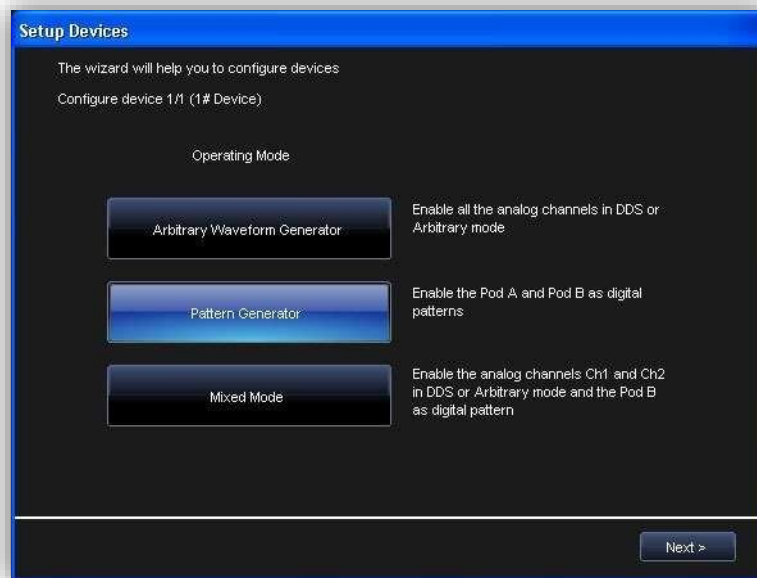 Setup Devices
The wizard will help you to configure devices
Configure device 1/1 (1# Device)
Operating Mode
Arbitrary Waveform Generator
Enable all the analog channels in DDS or
Arbitrary mode
Pattern Generator
Enable the Pod A and Pod B as digital
patterns
Mixed Mode
Enable the analog channels Ch1 and Ch2
in DDS or Arbitrary mode and the Pod B
as digital pattern
Next >